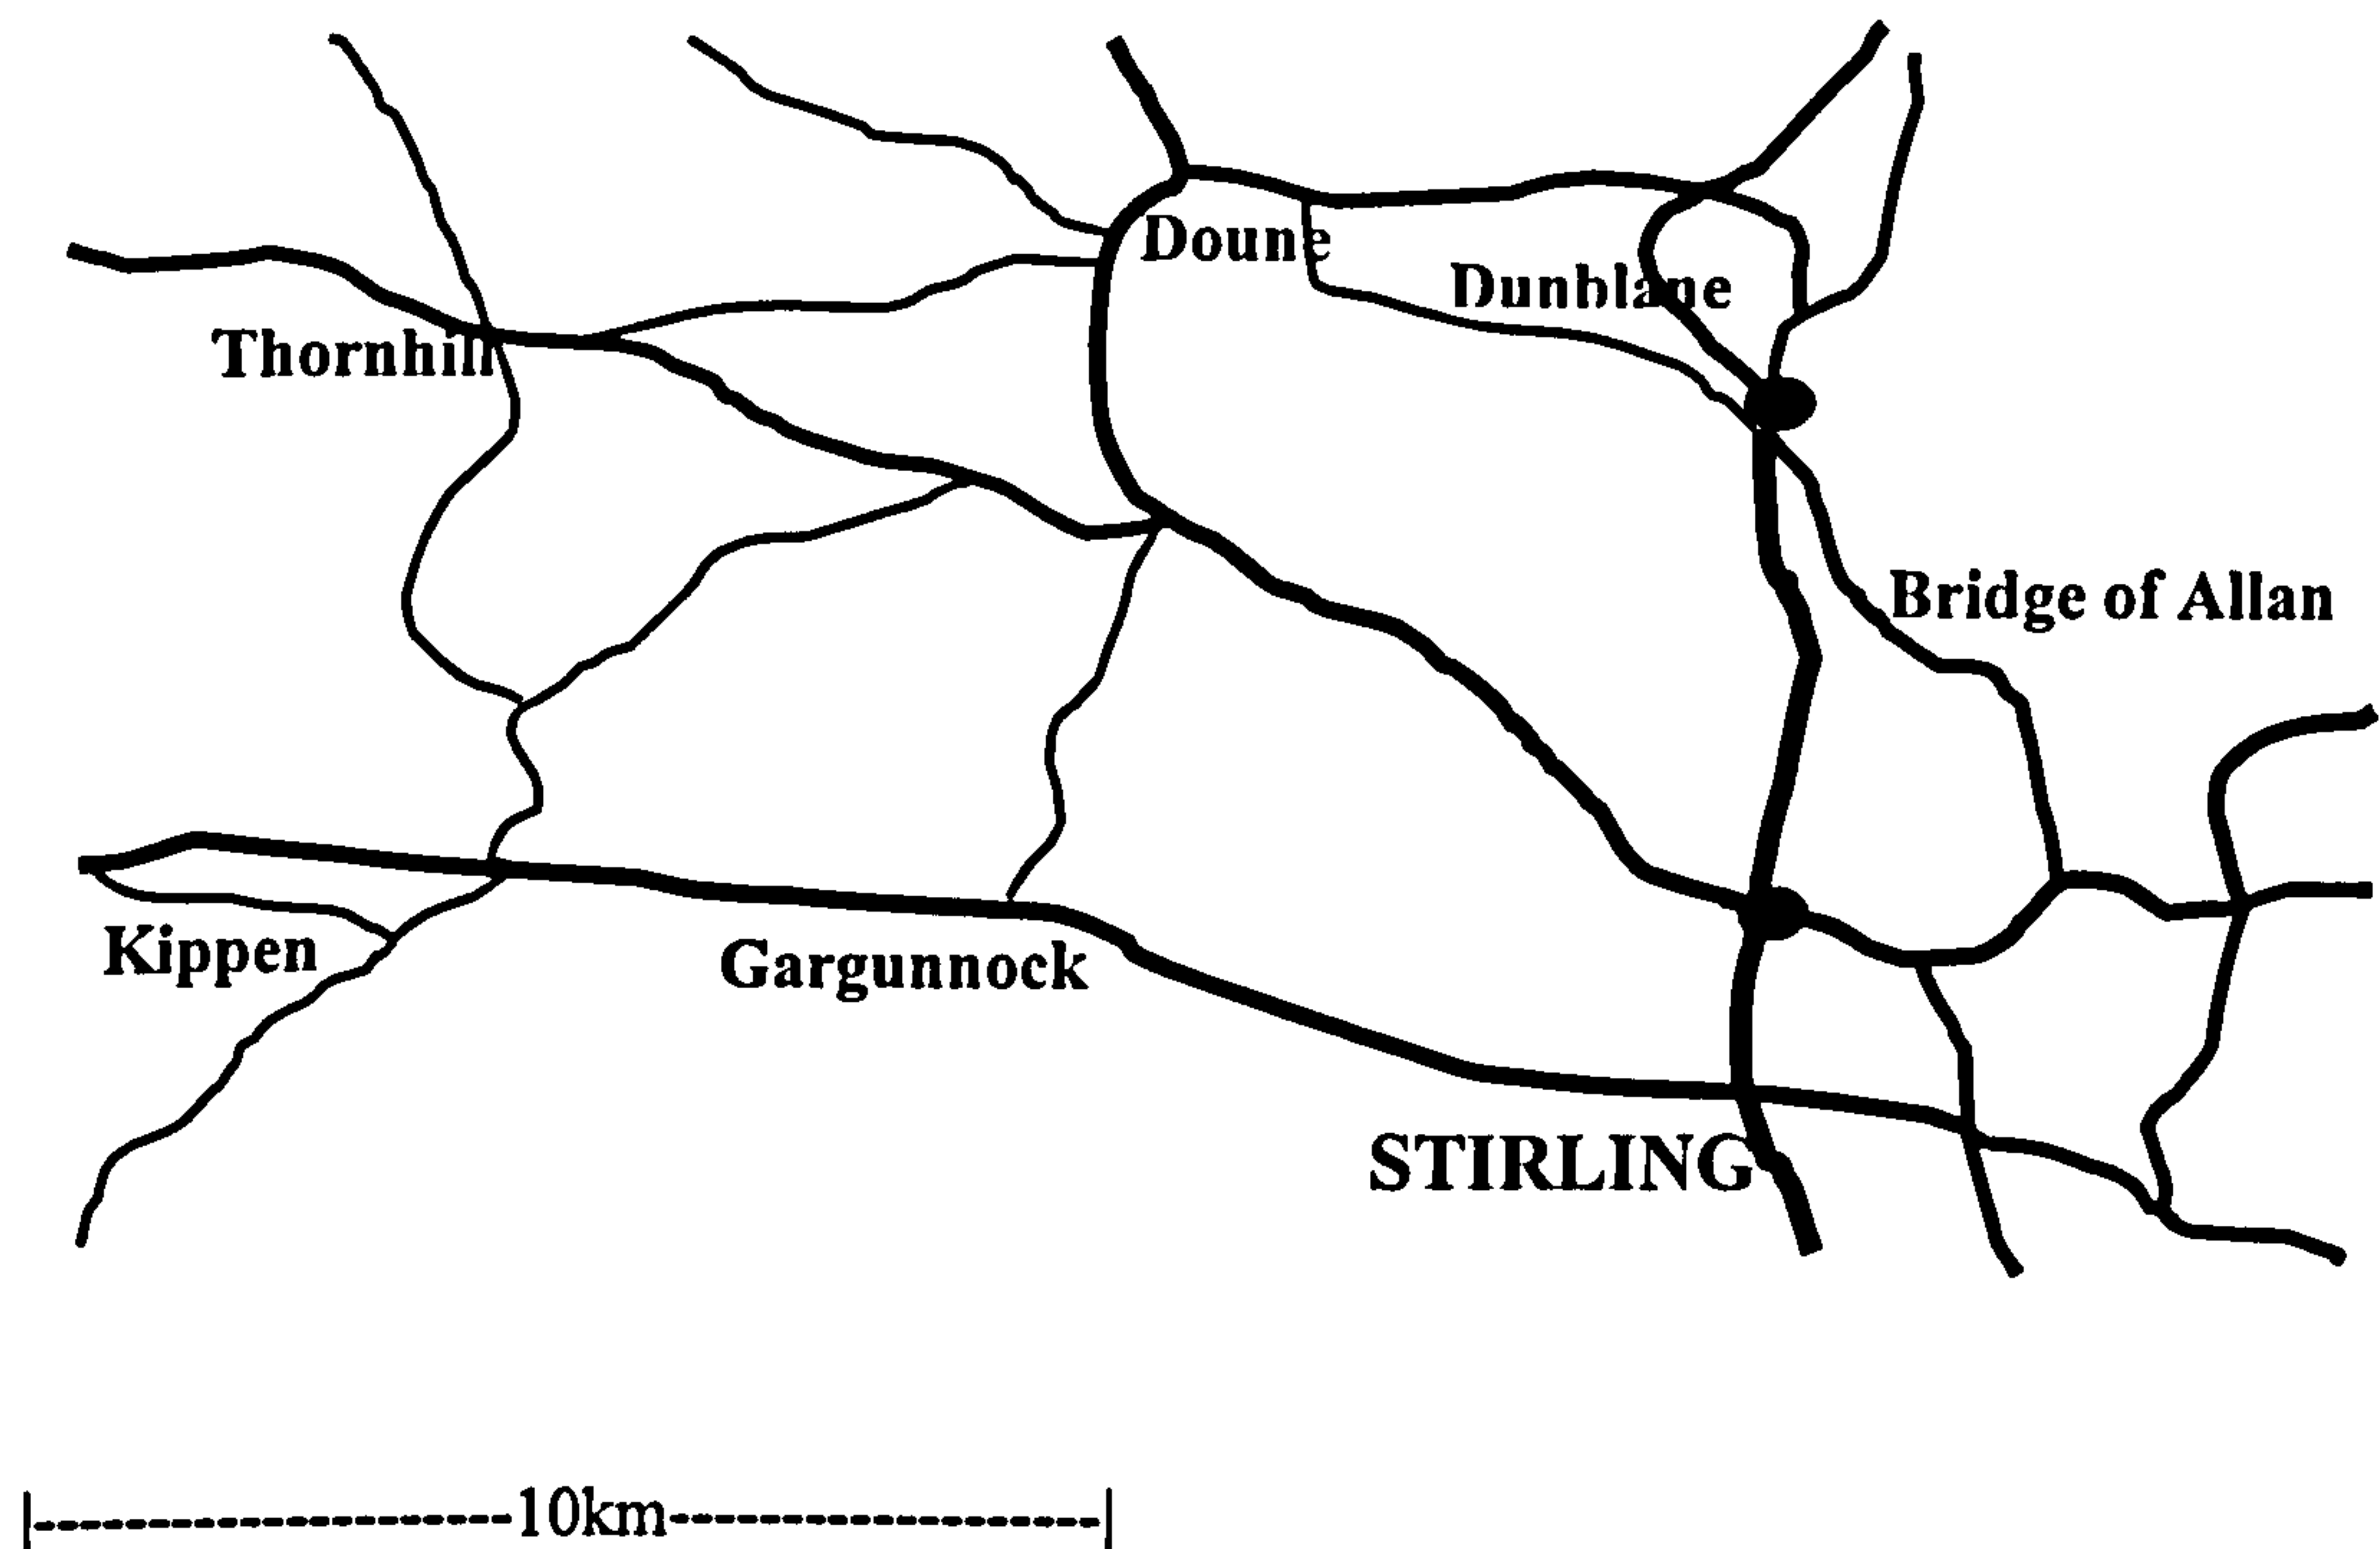 Doune
Dunblane
Thornhill
Bridge of Allan
Kippen
Gargunnock
STIRLING
10km